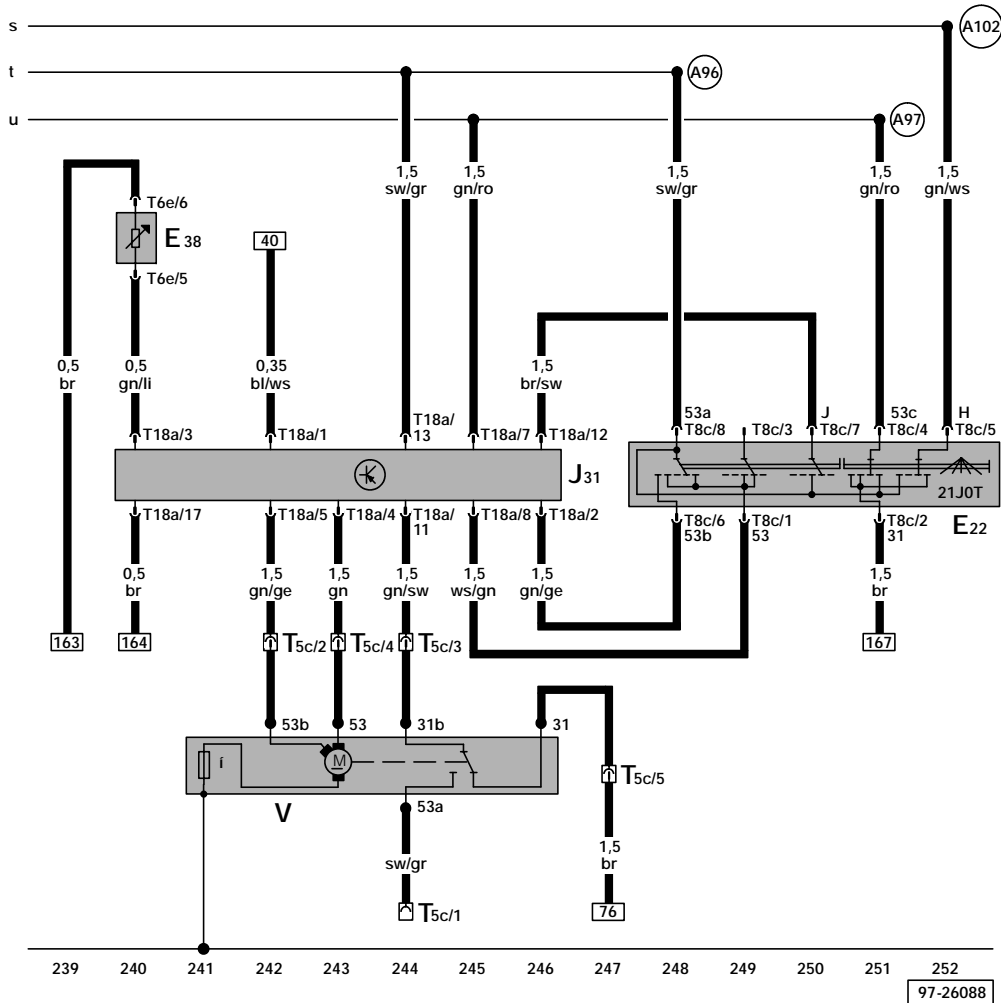 s
A102
t
A96
u
A97
1,5
sw/gr
1,5
gn/ro
1,5
sw/gr
1,5
gn/ro
1,5
gn/ws
T6e/6
E 38
40
T6e/5
0,5
br
0,5
gn/li
0,35
bl/ws
1,5
br/sw
T18a/3
T18a/1
T18a/
13
T18a/7
T18a/12
53a
T8c/8
T8c/3
J
T8c/7
53c
T8c/4
H
T8c/5
J31
21J0T
E22
T18a/17
T18a/5
T18a/4
T18a/
11
T18a/8
T18a/2
T8c/6
53b
T8c/1
53
T8c/2
31
0,5
br
1,5
gn/ge
1,5
gn
1,5
gn/sw
1,5
ws/gn
1,5
gn/ge
1,5
br
163
164
T5c/2
T5c/4
T5c/3
167
53b
53
31b
31
í
M
V
53a
T5c/5
sw/gr
1,5
br
T5c/1
76
239 240 241 242 243 244 245 246 247 248 249 250 251 252
97-26088